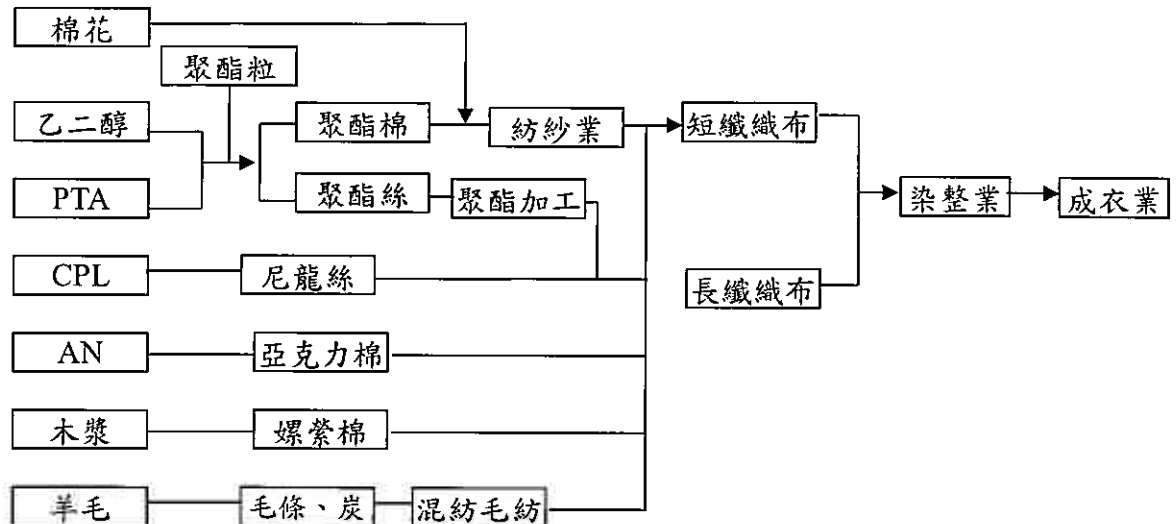 棉花
聚酯粒
乙二醇
聚酯棉
紡紗業
短纖織布
PTA
聚酯絲
聚酯加工
染整業
成衣業
CPL
尼龍絲
長纖織布
AN
亞克力棉
木漿
嫘縈棉
羊毛
毛條、炭
混紡毛紡